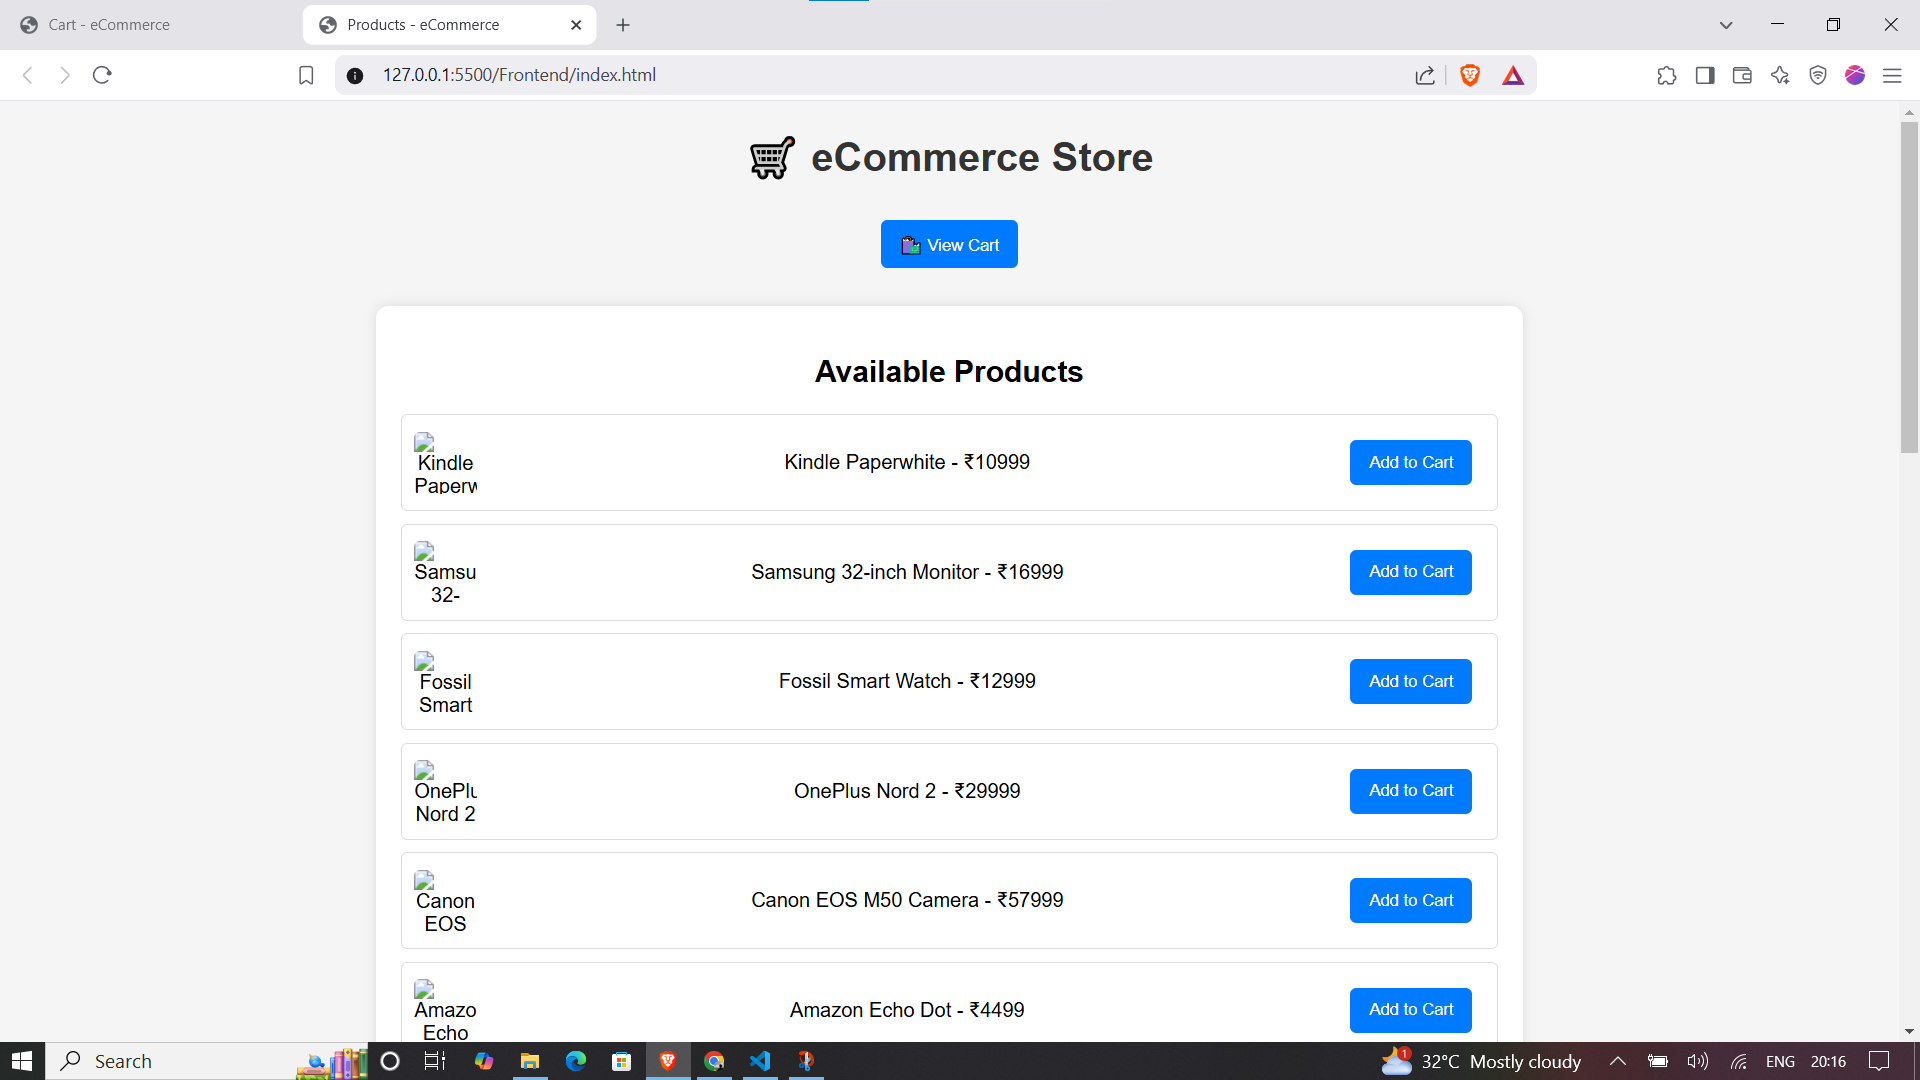 Cart - eCommerce
Products - eCommerce
127.0.0.1:5500/Frontend/index.html
eCommerce Store
View Cart
Available Products
Kindle
Paperw
Kindle Paperwhite - ₹10999
Add to Cart
Samsu
32-
Samsung 32-inch Monitor - ₹16999
Add to Cart
Fossil
Smart
Fossil Smart Watch - ₹12999
Add to Cart
OnePlu
Nord 2
OnePlus Nord 2 - ₹29999
Add to Cart
Canon
EOS
Canon EOS M50 Camera - ₹57999
Add to Cart
Amazo
Echo
Amazon Echo Dot - ₹4499
Add to Cart
Search
1
32°C Mostly cloudy
ENG
20:16